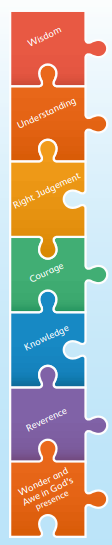 Wisdom
Understanding
Right Judgement
Courage
Knowledge
Reverence
Wonder and
Awe in God's
Presence